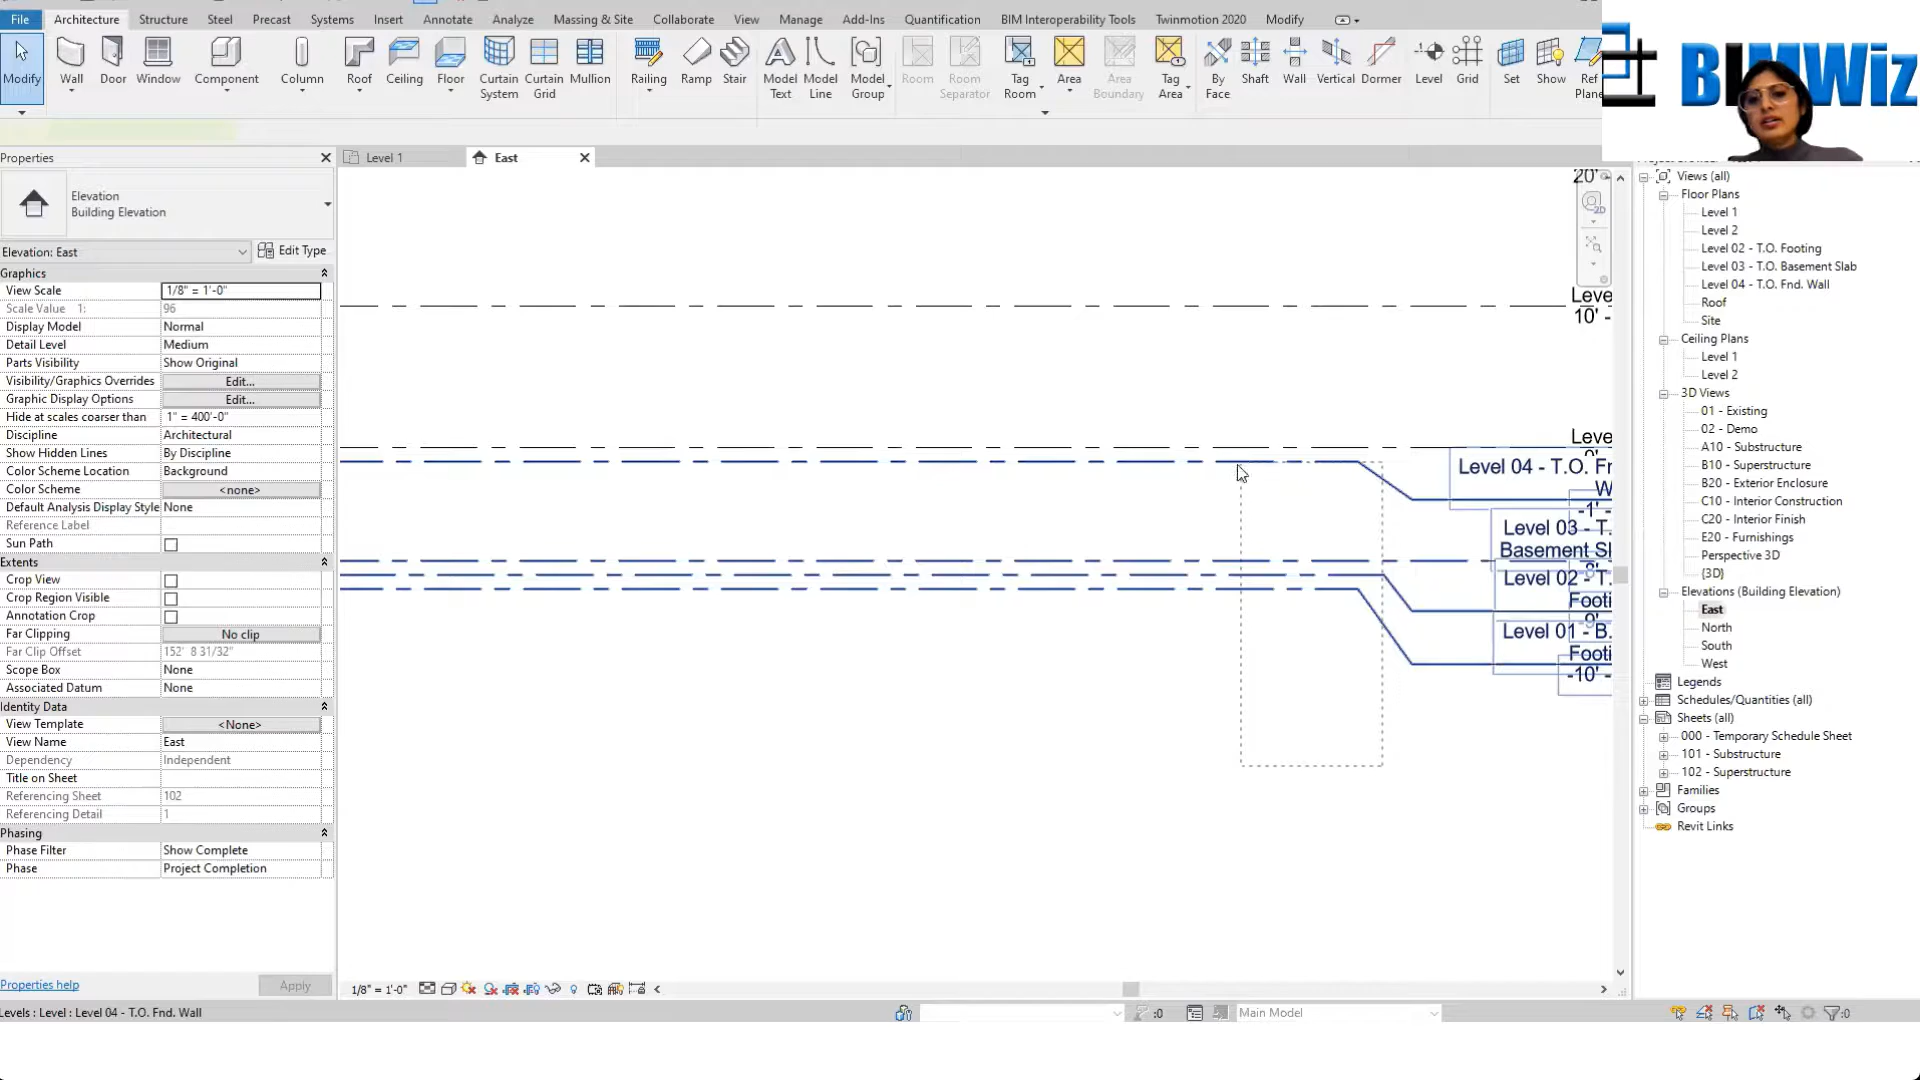 File Architecture Structure Steel Precast Systems Insert Annotate Analyze Massing & Site Collaborate View Manage Add-Ins Quantification BIM Interoperability Tools Twinmotion 2020 Modify
Modify Wall Door Window Component Column Roof Ceiling Floor Curtain System Curtain Grid Mullion Railing Ramp Stair Model Text Model Line Model Group Room Room Separator Tag Room Area Area Boundary Tag Area By Face Shaft Wall Vertical Dormer Level Grid Set Show Ref Plane
BIMWiz
Properties
Level 1
East
Elevation
Building Elevation
Elevation: East
Edit Type
Graphics
View Scale 1/8" = 1'-0"
Scale Value 1: 96
Display Model Normal
Detail Level Medium
Parts Visibility Show Original
Visibility/Graphics Overrides Edit...
Graphic Display Options Edit...
Hide at scales coarser than 1" = 400'-0"
Discipline Architectural
Show Hidden Lines By Discipline
Color Scheme Location Background
Color Scheme <none>
Default Analysis Display Style None
Reference Label
Sun Path
Extents
Crop View
Crop Region Visible
Annotation Crop
Far Clipping No clip
Far Clip Offset 152' 8 31/32"
Scope Box None
Associated Datum None
Identity Data
View Template <None>
View Name East
Dependency Independent
Title on Sheet
Referencing Sheet 102
Referencing Detail 1
Phasing
Phase Filter Show Complete
Phase Project Completion
Properties help
Apply
20'
2D
Leve
10' -
Leve
Level 04 - T.O. Fr
W
-1' -
Level 03 - T.
Basement Sl
Level 02 - T.
Footi
Level 01 - B.
Footi
-10' -
1/8" = 1'-0"
Views (all)
Floor Plans
Level 1
Level 2
Level 02 - T.O. Footing
Level 03 - T.O. Basement Slab
Level 04 - T.O. Fnd. Wall
Roof
Site
Ceiling Plans
Level 1
Level 2
3D Views
01 - Existing
02 - Demo
A10 - Substructure
B10 - Superstructure
B20 - Exterior Enclosure
C10 - Interior Construction
C20 - Interior Finish
E20 - Furnishings
Perspective 3D
{3D}
Elevations (Building Elevation)
East
North
South
West
Legends
Schedules/Quantities (all)
Sheets (all)
000 - Temporary Schedule Sheet
101 - Substructure
102 - Superstructure
Families
Groups
Revit Links
Levels : Level : Level 04 - T.O. Fnd. Wall
:0
Main Model
:0